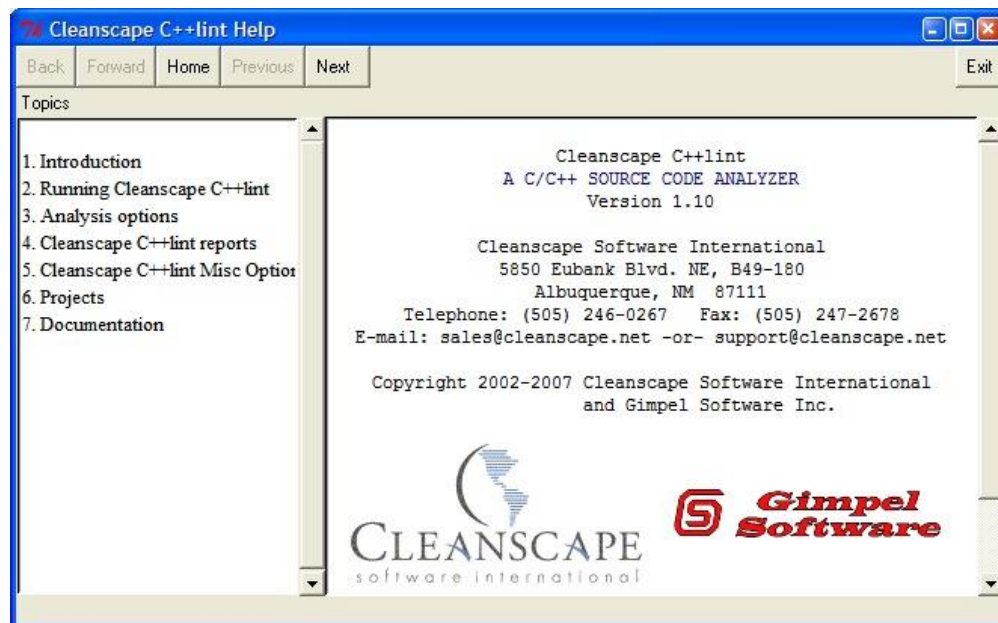 Cleanscape C++lint Help
Back Forward Home Previous Next Exit
Topics
1. Introduction
2. Running Cleanscape C++lint
3. Analysis options
4. Cleanscape C++lint reports
5. Cleanscape C++lint Misc Option
6. Projects
7. Documentation
Cleanscape C++lint
A C/C++ SOURCE CODE ANALYZER
Version 1.10
Cleanscape Software International
5850 Eubank Blvd. NE, B49-180
Albuquerque, NM 87111
Telephone: (505) 246-0267 Fax: (505) 247-2678
E-mail: sales@cleanscape.net -or- support@cleanscape.net
Copyright 2002-2007 Cleanscape Software International
and Gimpel Software Inc.
CLEANSCAPE
software international
Gimpel
Software